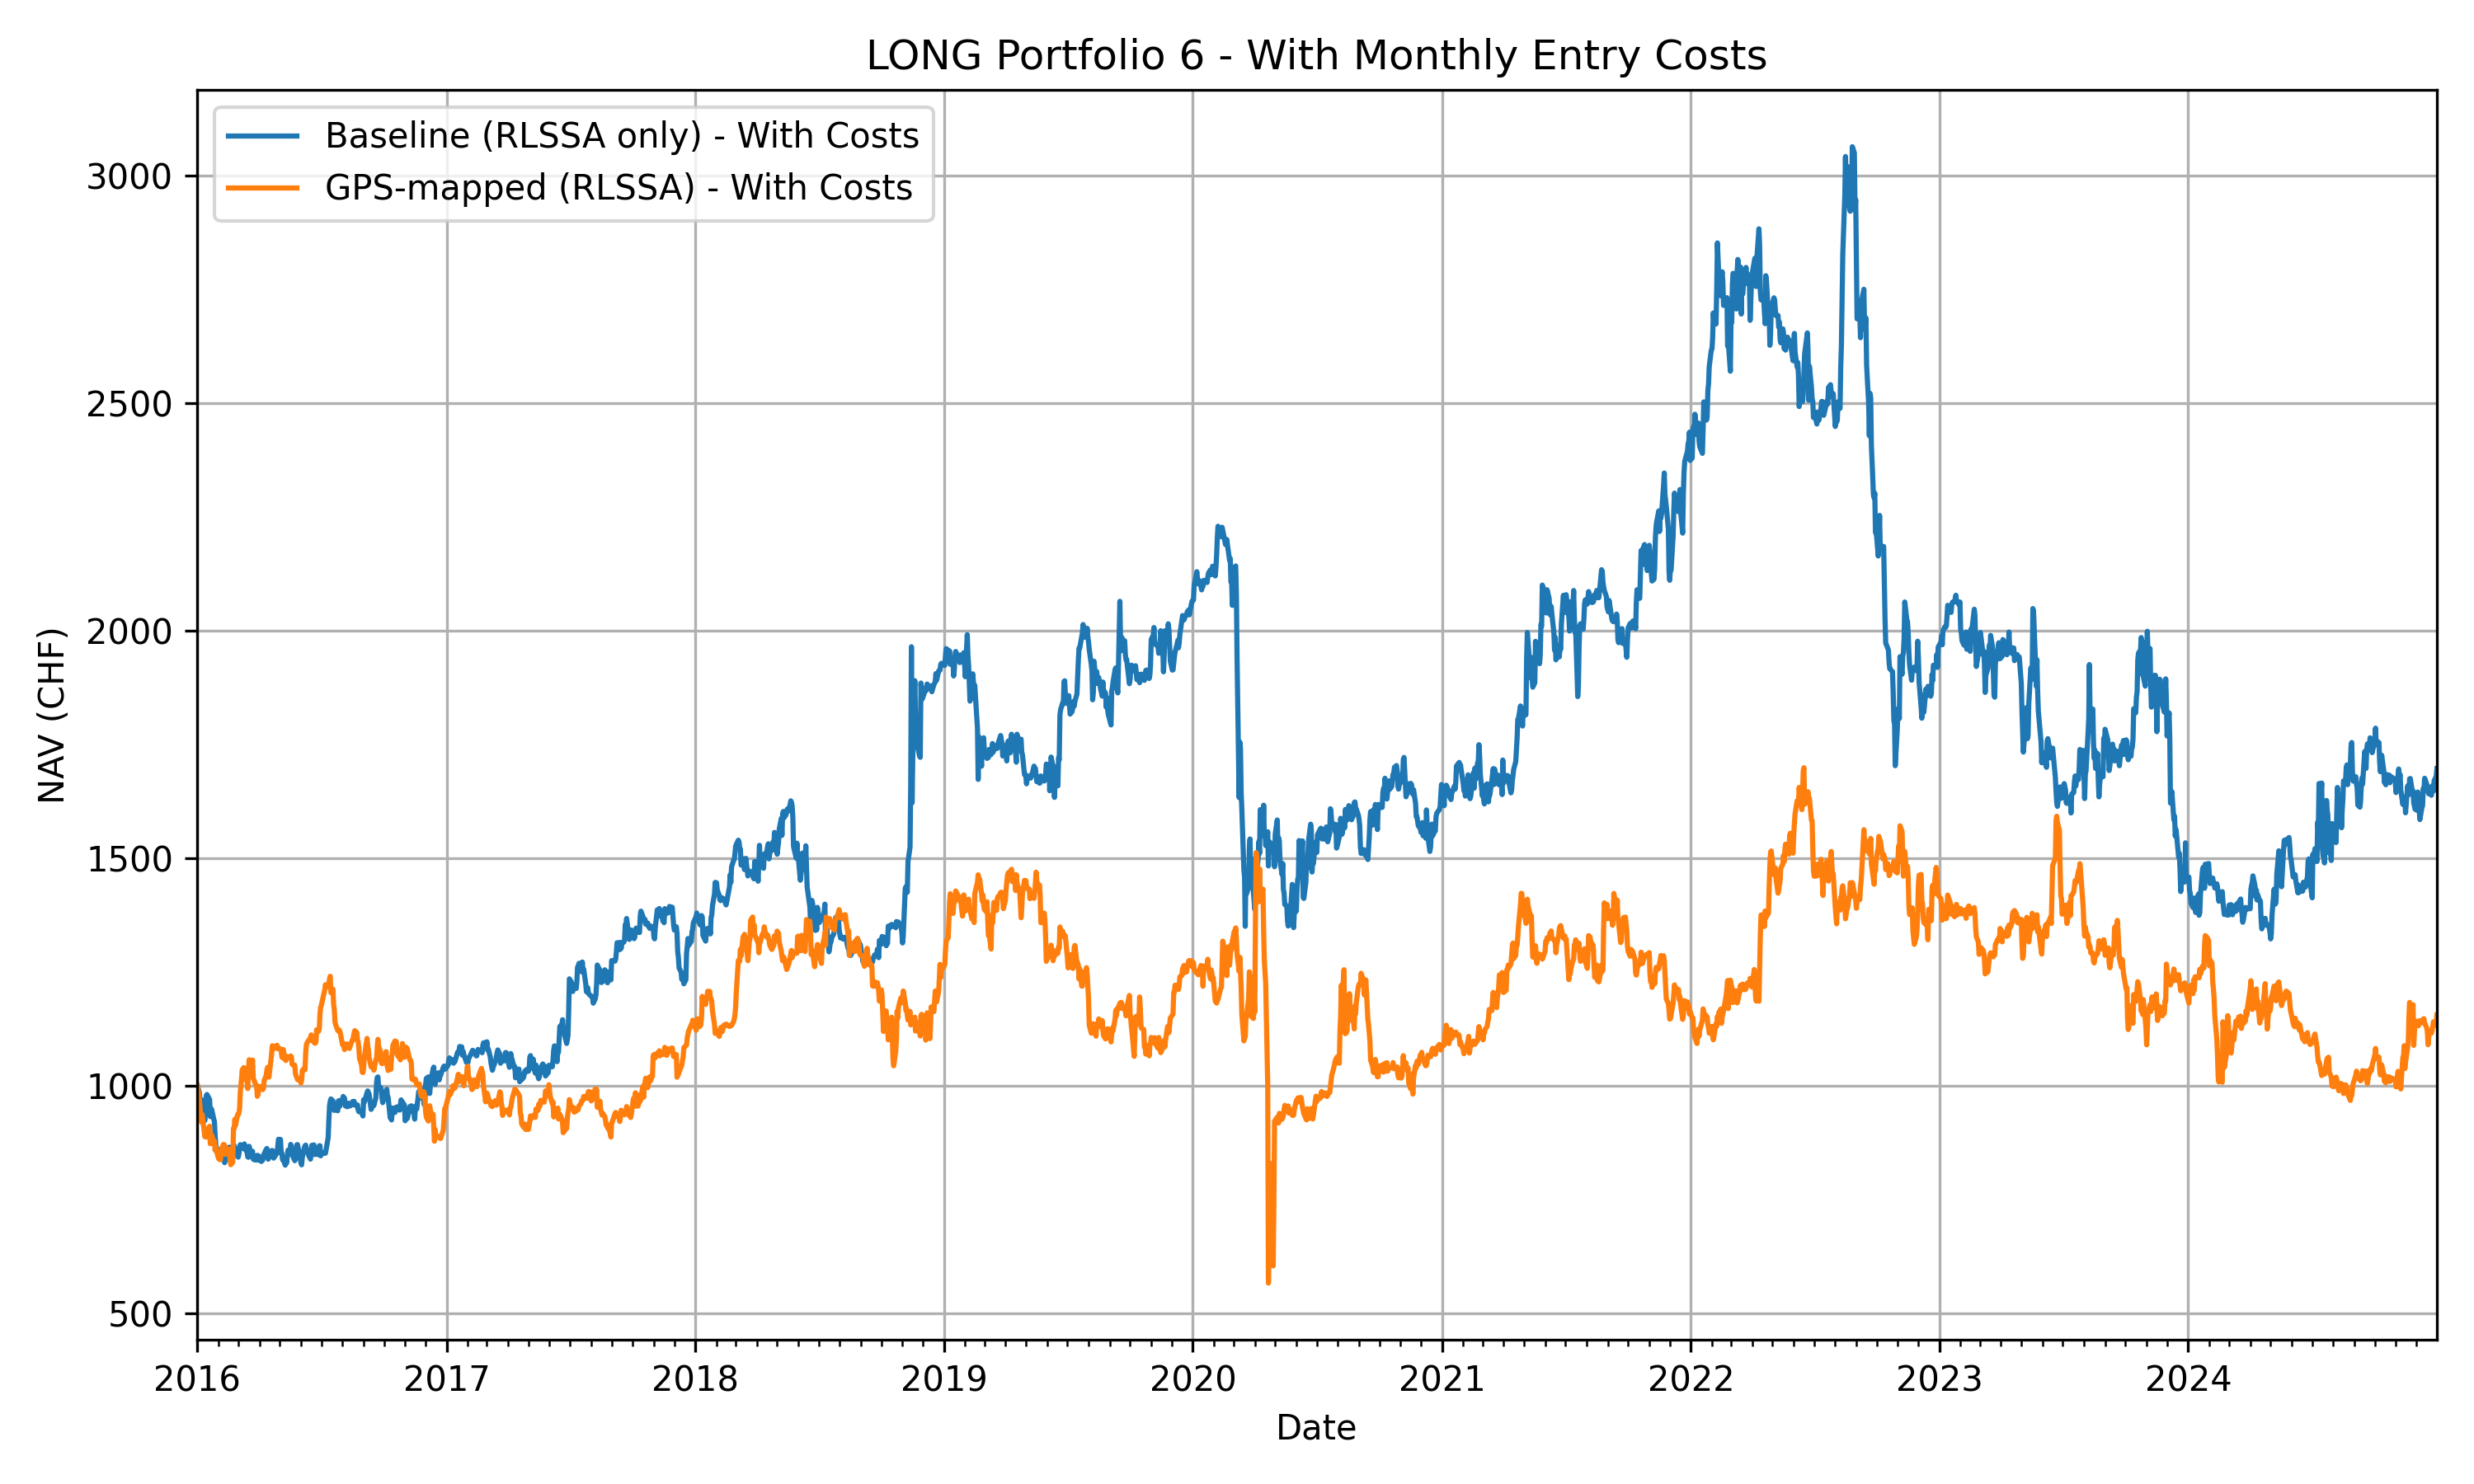 LONG Portfolio 6 - With Monthly Entry Costs
Baseline (RLSSA only) - With Costs
GPS-mapped (RLSSA) - With Costs
3000
2500
2000
1500
1000
500
NAV (CHF)
2016 2017 2018 2019 2020 2021 2022 2023 2024
Date